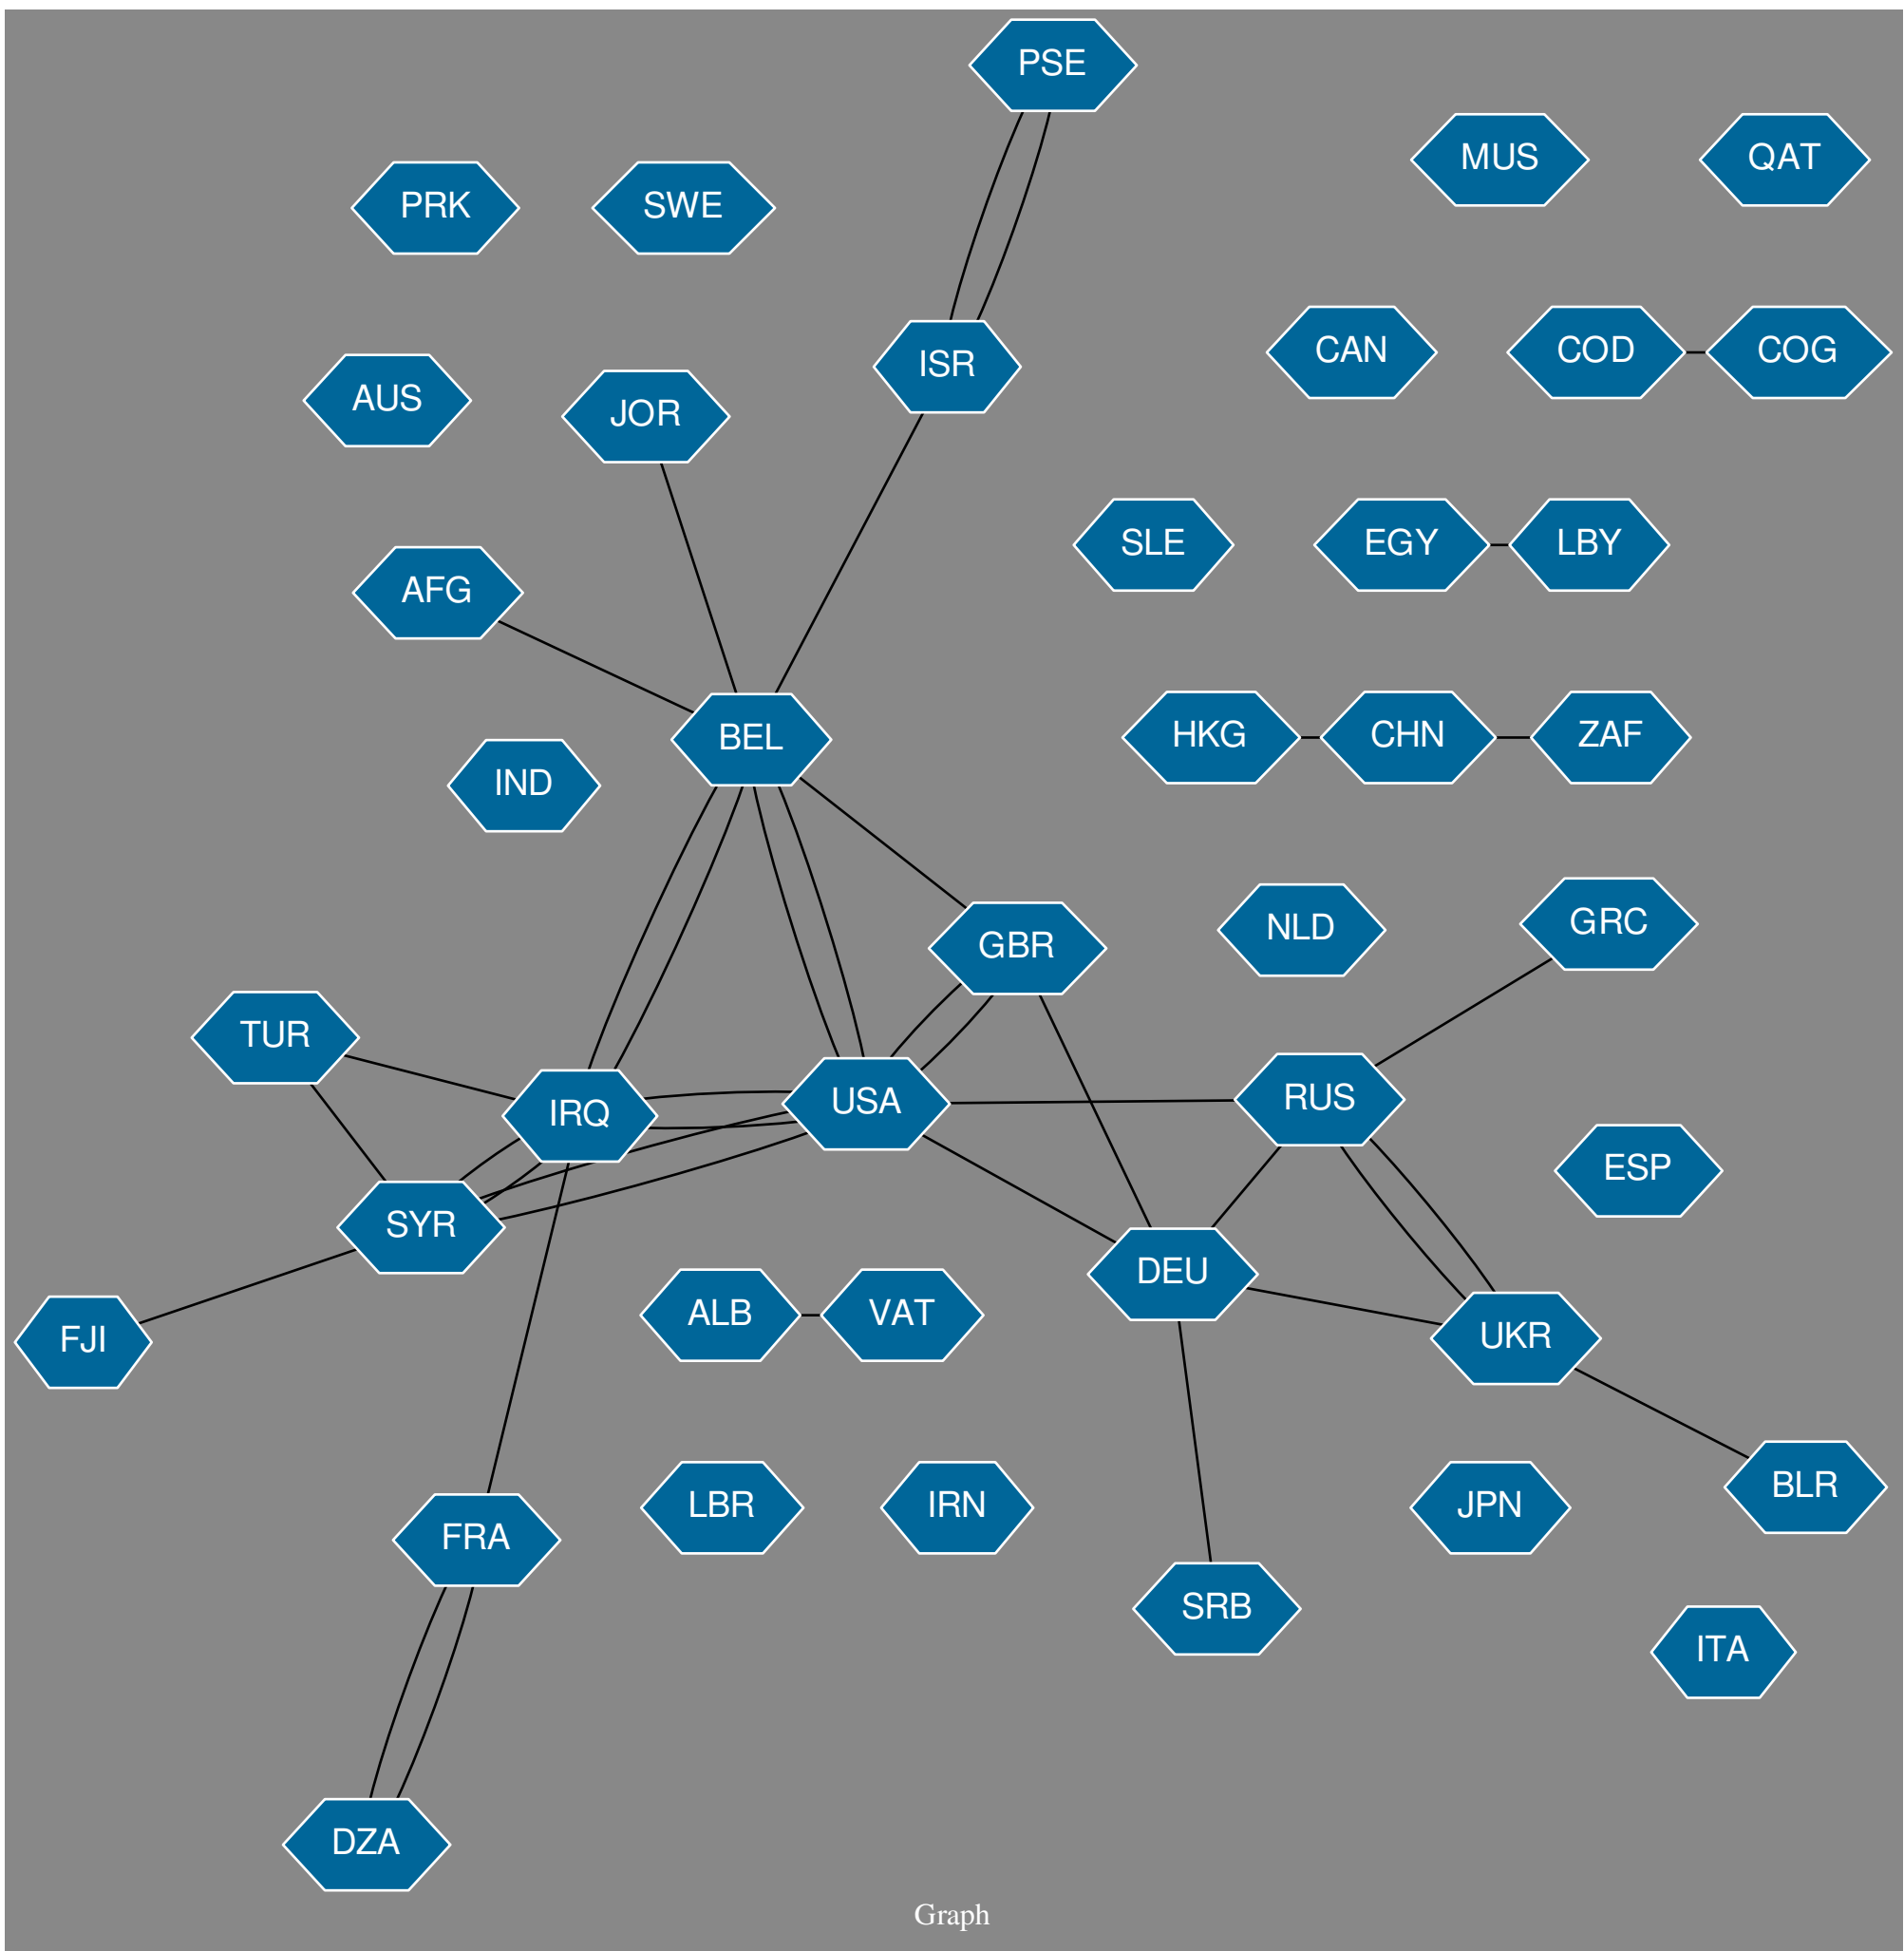 PSE
MUS
QAT
PRK
SWE
CAN
COD
COG
ISR
AUS
JOR
SLE
EGY
LBY
AFG
BEL
HKG
CHN
ZAF
IND
GBR
NLD
GRC
TUR
IRQ
USA
RUS
ESP
SYR
DEU
FJI
ALB
VAT
UKR
LBR
IRN
JPN
BLR
FRA
SRB
ITA
DZA
Graph